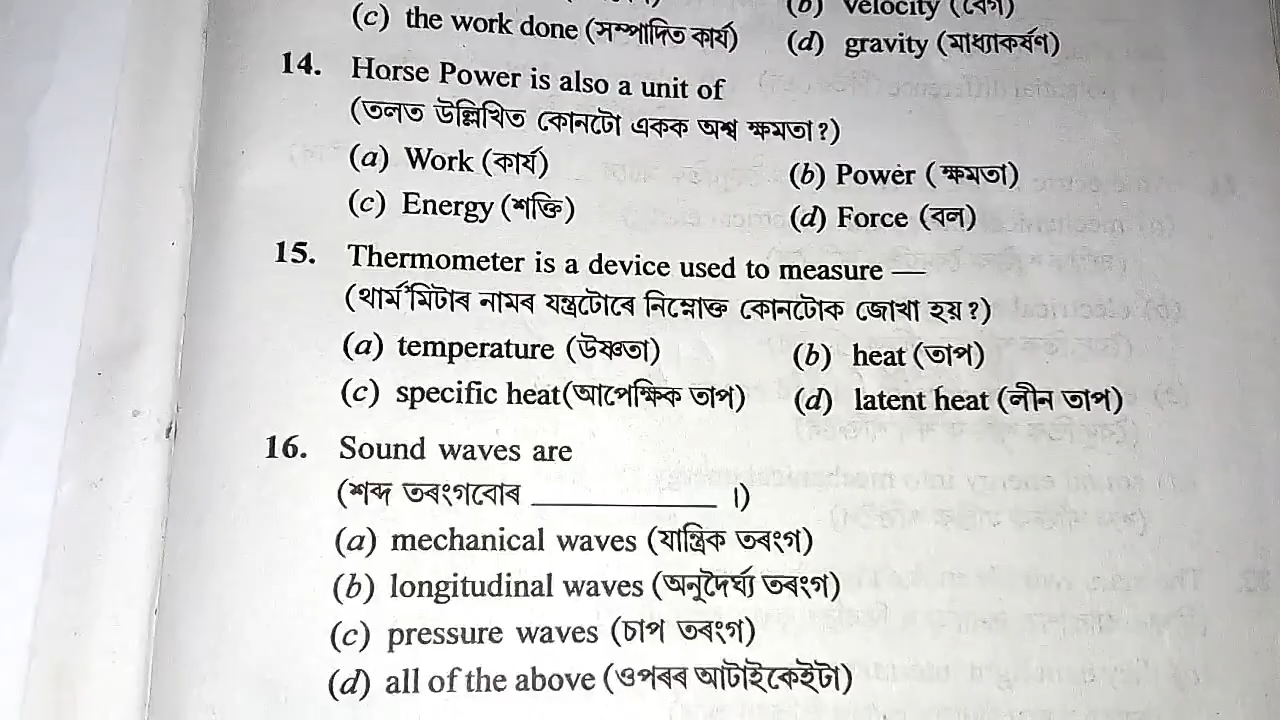 (c) the work done (সম্পাদিত কাৰ্য) (b) velocity (বেগ)
(d) gravity (মাধ্যাকৰ্ষণ)
14. Horse Power is also a unit of
(তলত উল্লিখিত কোনটো একক অশ্ব ক্ষমতা?)
(a) Work (কাৰ্য) (b) Power (ক্ষমতা)
(c) Energy (শক্তি) (d) Force (বল)
15. Thermometer is a device used to measure —
(থাৰ্ম'মিটাৰ নামৰ যন্ত্ৰটোৰে নিম্নোক্ত কোনটোক জোখা হয়?)
(a) temperature (উষ্ণতা) (b) heat (তাপ)
(c) specific heat(আপেক্ষিক তাপ) (d) latent heat (লীন তাপ)
16. Sound waves are
(শব্দ তৰংগবোৰ __________ ।)
(a) mechanical waves (যান্ত্ৰিক তৰংগ)
(b) longitudinal waves (অনুদৈৰ্ঘ্য তৰংগ)
(c) pressure waves (চাপ তৰংগ)
(d) all of the above (ওপৰৰ আটাইকেইটা)